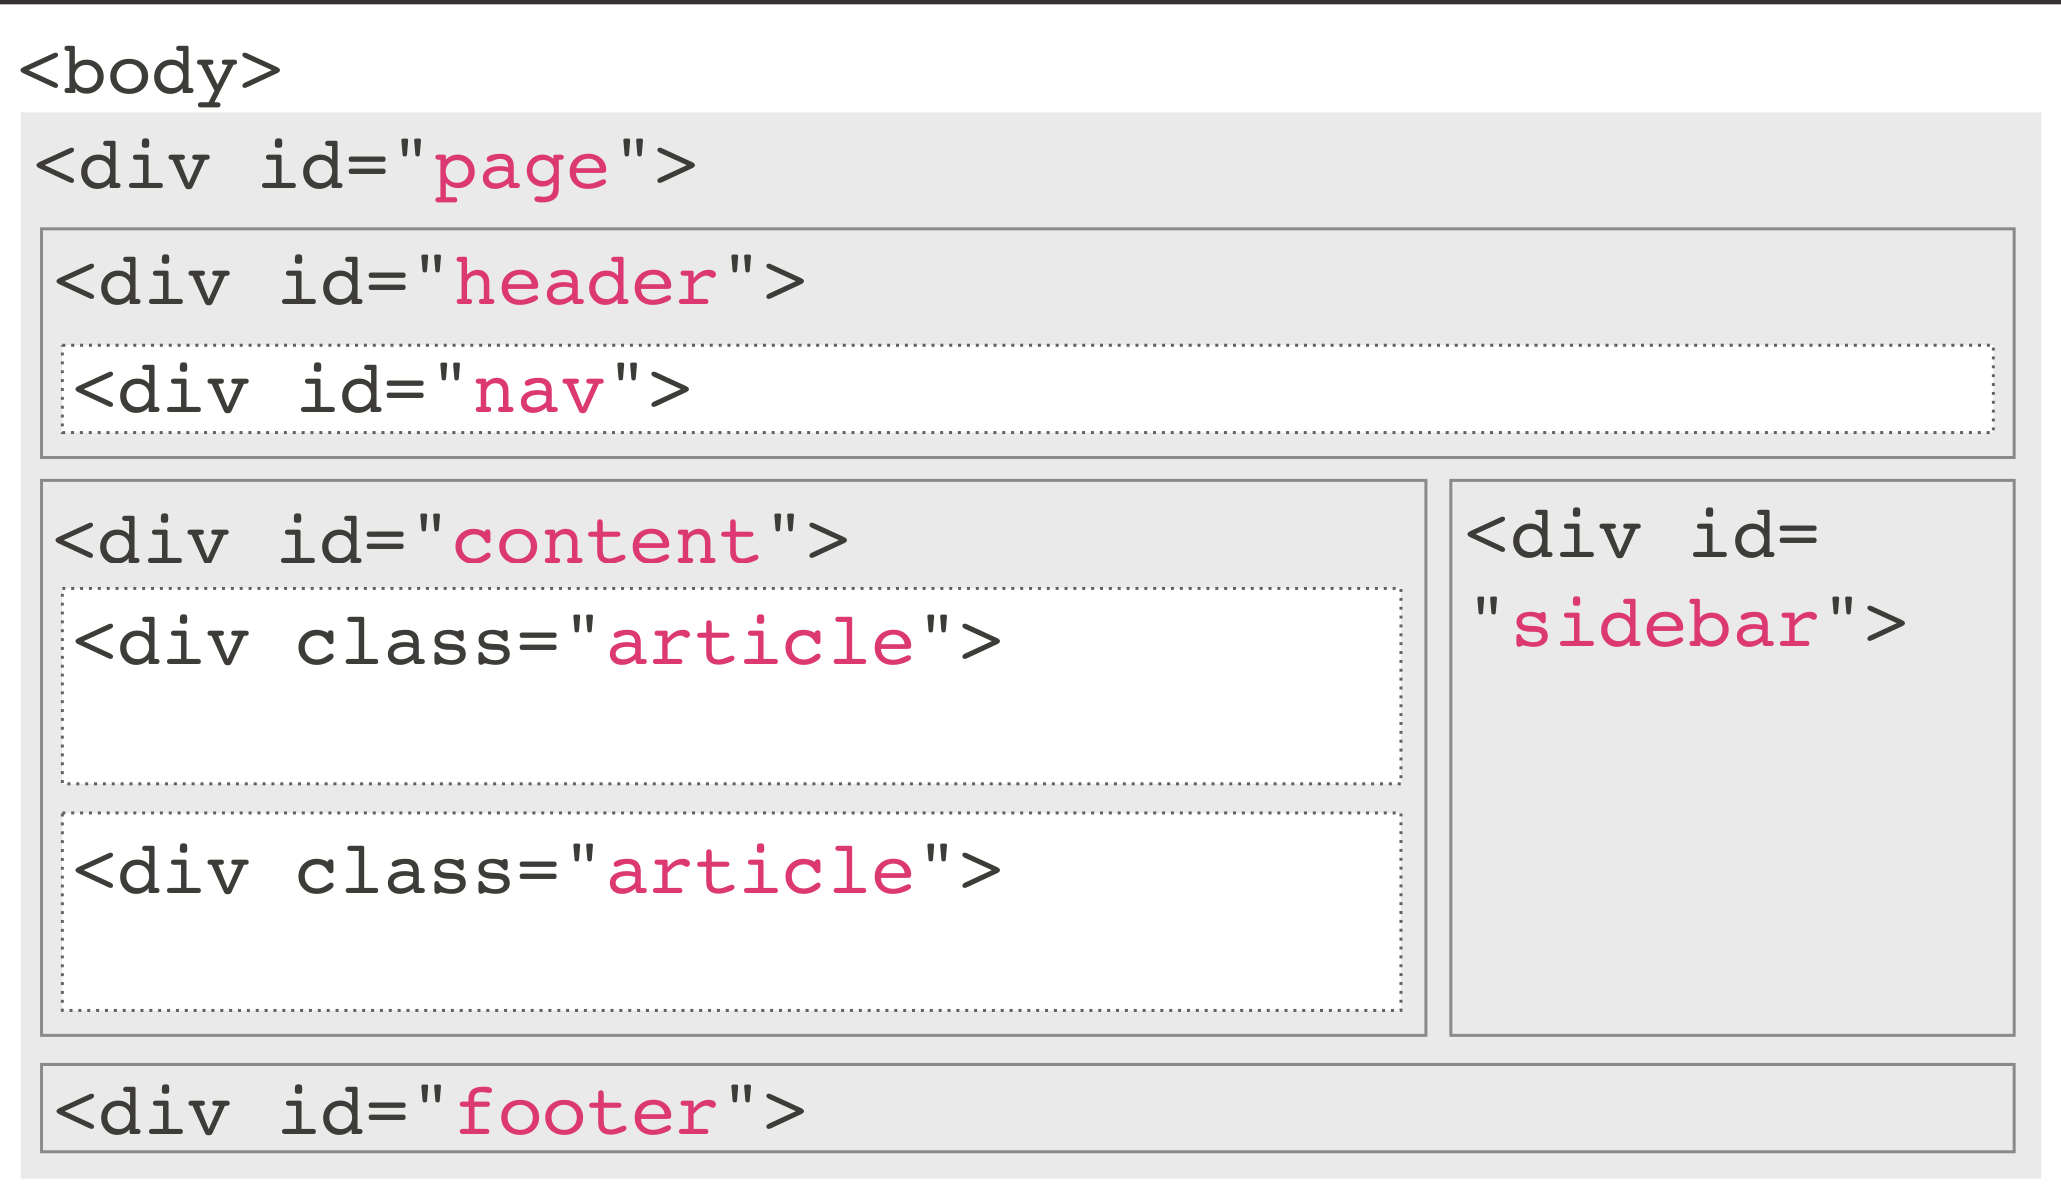 <body>
<div id="page">
<div id="header">
<div id="nav">
<div id="content">
<div class="article">
<div class="article">
<div id=
"sidebar">
<div id="footer">